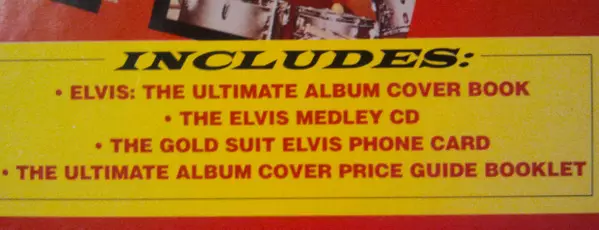 INCLUDES:
• ELVIS: THE ULTIMATE ALBUM COVER BOOK
• THE ELVIS MEDLEY CD
• THE GOLD SUIT ELVIS PHONE CARD
• THE ULTIMATE ALBUM COVER PRICE GUIDE BOOKLET